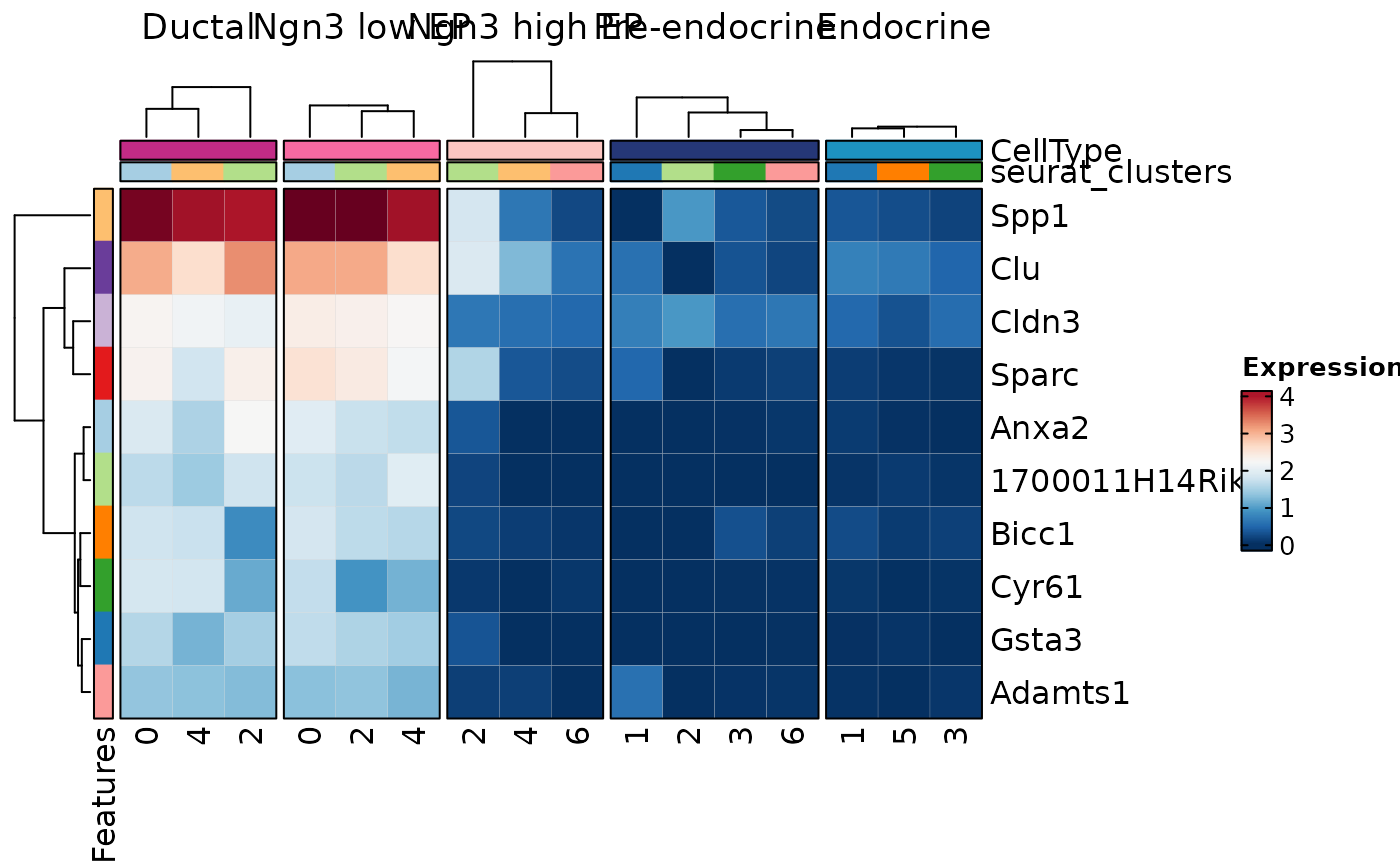 Ductal
Ngn3 low EP
Ngn3 high EP
Pre-endocrine
Endocrine
CellType
seurat_clusters
Spp1
Clu
Cldn3
Sparc
Anxa2
1700011H14Rik
Bicc1
Cyr61
Gsta3
Adamts1
Expression
4
3
2
1
0
0 4 2 0 2 4 2 4 6 1 2 3 6 1 5 3
Features